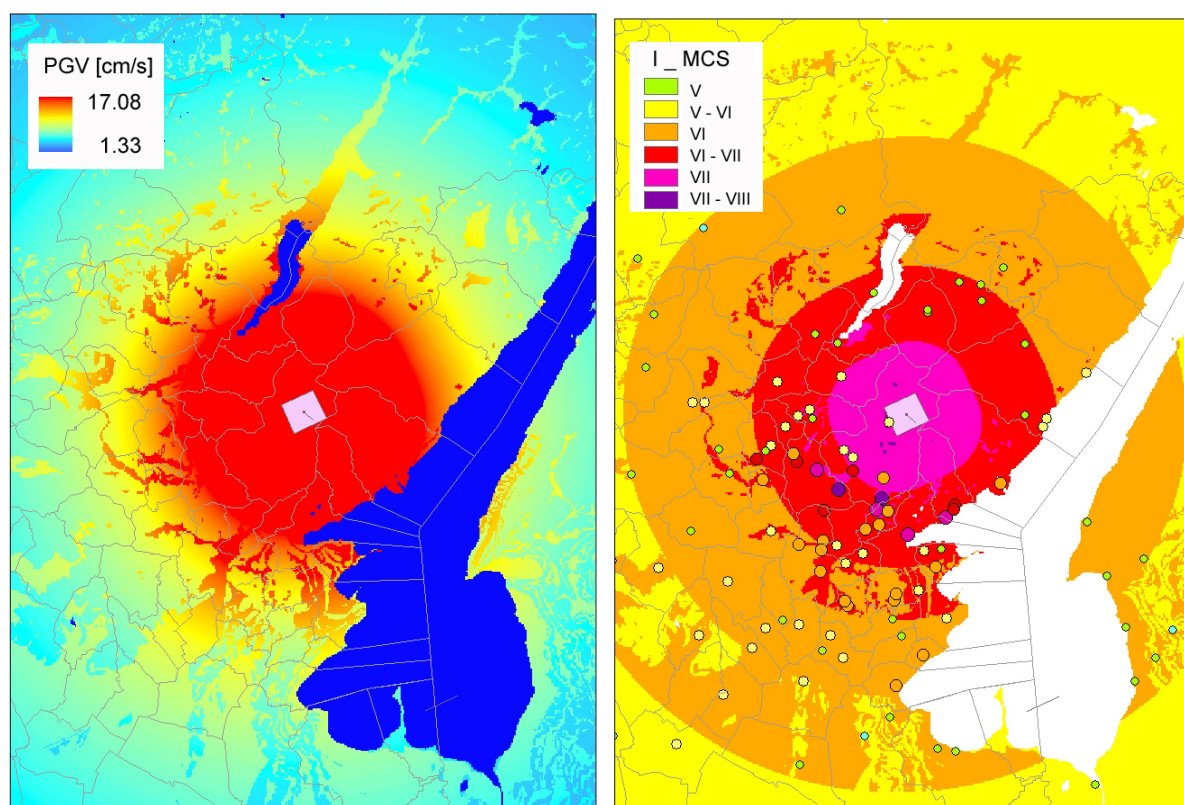 PGV [cm/s]
17.08
1.33
I _ MCS
V
V - VI
VI
VI - VII
VII
VII - VIII